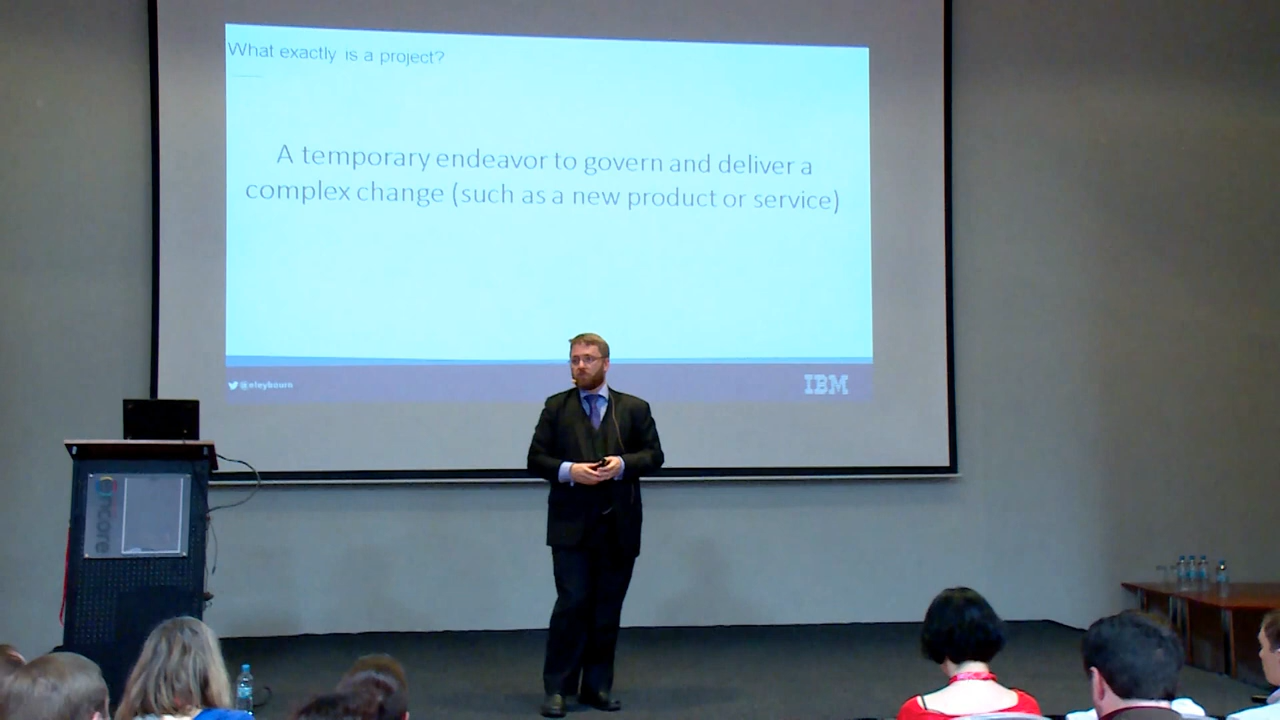 What exactly is a project?
A temporary endeavor to govern and deliver a
complex change (such as a new product or service)
IBM
ncore